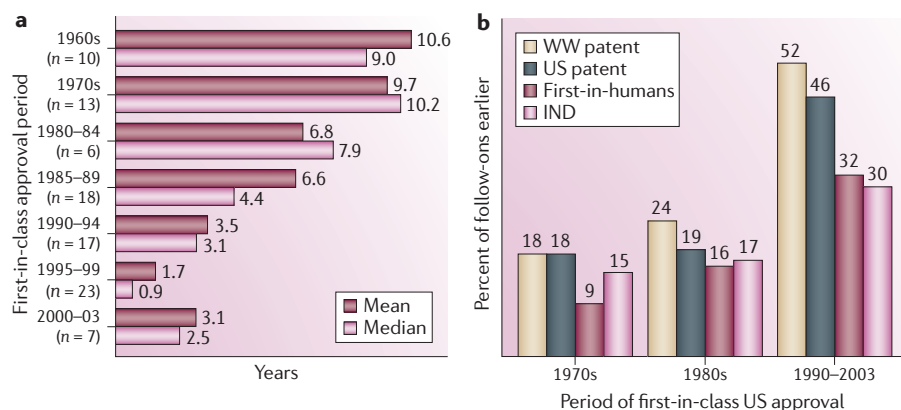 a
First-in-class approval period
1960s
(n = 10)
10.6
9.0
1970s
(n = 13)
9.7
10.2
1980–84
(n = 6)
6.8
7.9
1985–89
(n = 18)
6.6
4.4
1990–94
(n = 17)
3.5
3.1
1995–99
(n = 23)
1.7
0.9
2000–03
(n = 7)
3.1
2.5
Mean
Median
Years
b
Percent of follow-ons earlier
WW patent
US patent
First-in-humans
IND
18 18 9 15
24 19 16 17
52 46 32 30
1970s 1980s 1990–2003
Period of first-in-class US approval